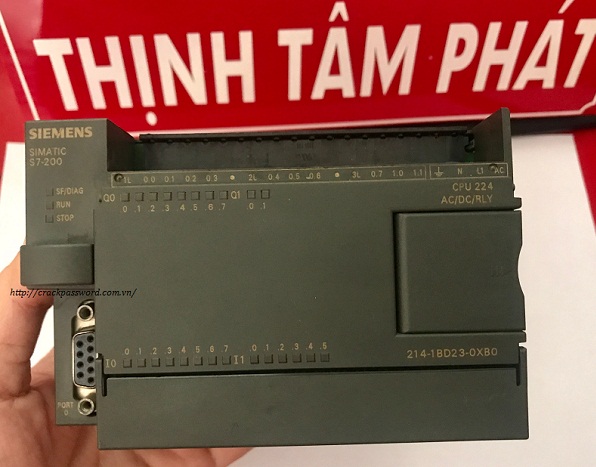 THỊNH TÂM PHÁT
SIEMENS
SIMATIC
S7-200
SF/DIAG
RUN
STOP
1L 0.0 0.1 0.2 0.3 • 2L 0.4 0.5 0.6 • 3L 0.7 1.0 1.1 N L1 AC
Q0 .0 .1 .2 .3 .4 .5 .6 .7 Q1 .0 .1
CPU 224
AC/DC/RLY
http://crackpassword.com.vn/
I0 .0 .1 .2 .3 .4 .5 .6 .7 I1 .0 .1 .2 .3 .4 .5
214-1BD23-0XB0
PORT
0